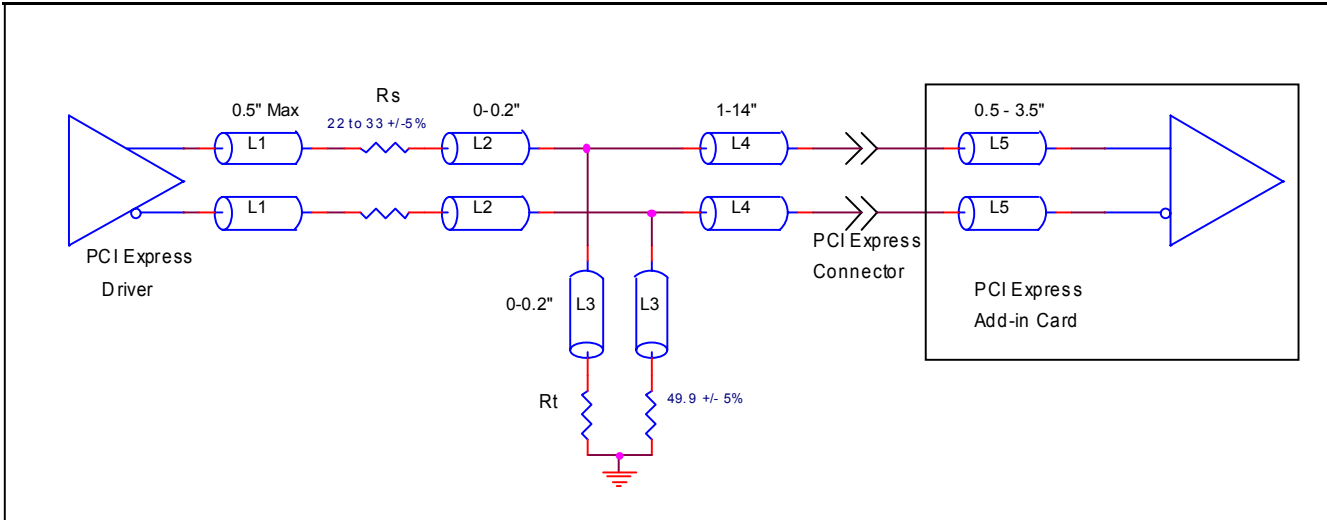 Rs
0.5" Max
0-0.2"
1-14"
0.5 - 3.5"
22 to 33 +/-5%
L1
L2
L4
L5
L1
L2
L4
L5
PCI Express
Driver
PCI Express
Connector
0-0.2"
L3
L3
PCI Express
Add-in Card
Rt
49.9 +/- 5%